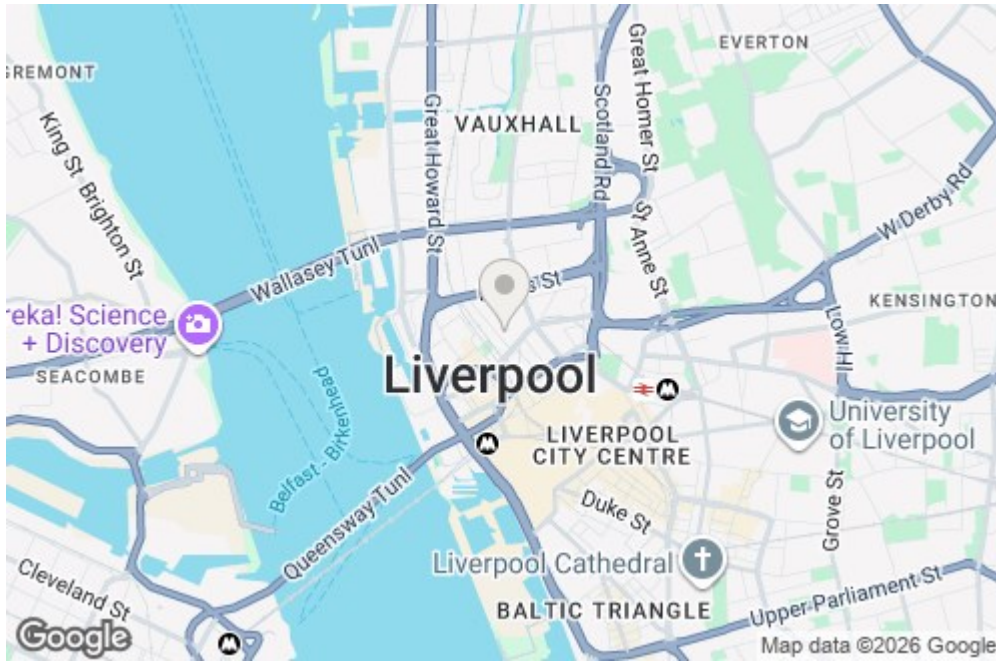 EVERTON
GREMONT
Great Homer St
Scotland Rd
Great Howard St
VAUXHALL
King St
Brighton St
W Derby Rd
St Anne St
Wallasey Tunl
eureka! Science
+ Discovery
SEACOMBE
KENSINGTON
Low Hill
Liverpool
Belfast - Birkenhead
University
of Liverpool
LIVERPOOL
CITY CENTRE
Queensway Tunl
Duke St
Grove St
Liverpool Cathedral
Cleveland St
BALTIC TRIANGLE
Upper Parliament St
Google
Map data ©2026 Google